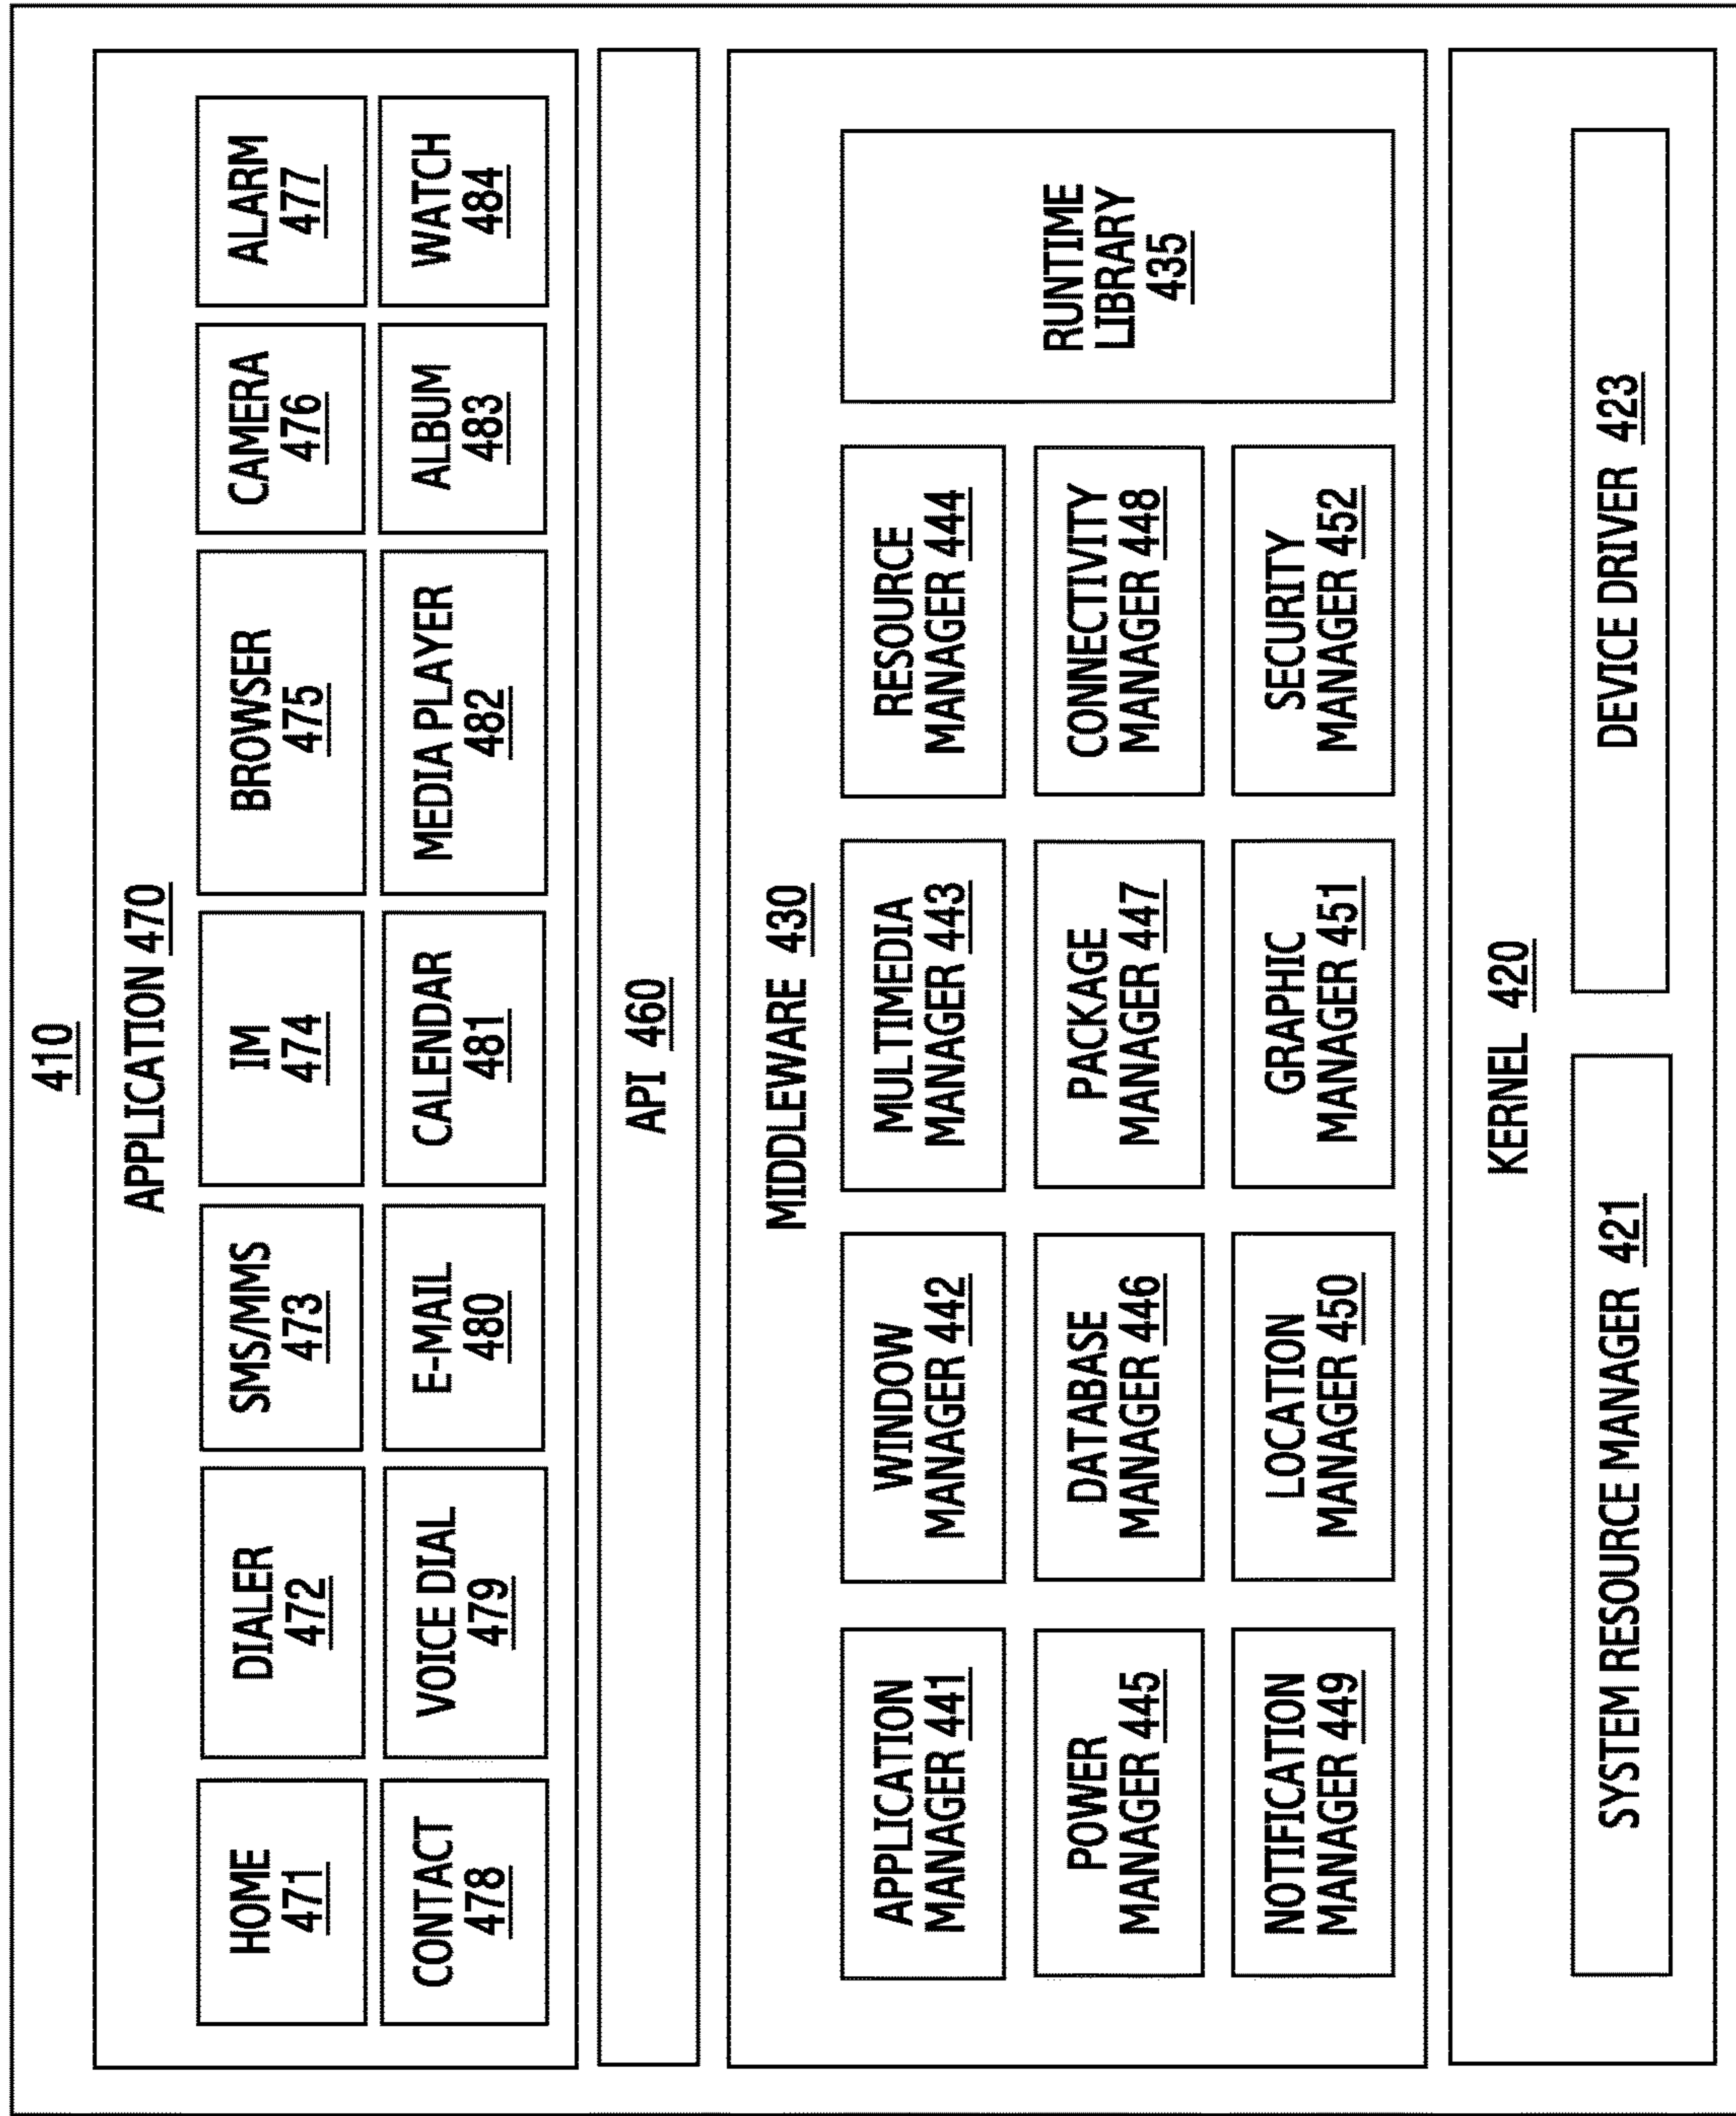 410
APPLICATION 470
HOME
471
DIALER
472
SMS/MMS
473
IM
474
BROWSER
475
CAMERA
476
ALARM
477
CONTACT
478
VOICE DIAL
479
E-MAIL
480
CALENDAR
481
MEDIA PLAYER
482
ALBUM
483
WATCH
484
API 460
MIDDLEWARE 430
APPLICATION
MANAGER 441
WINDOW
MANAGER 442
MULTIMEDIA
MANAGER 443
RESOURCE
MANAGER 444
POWER
MANAGER 445
DATABASE
MANAGER 446
PACKAGE
MANAGER 447
CONNECTIVITY
MANAGER 448
NOTIFICATION
MANAGER 449
LOCATION
MANAGER 450
GRAPHIC
MANAGER 451
SECURITY
MANAGER 452
RUNTIME
LIBRARY
435
KERNEL 420
SYSTEM RESOURCE MANAGER 421
DEVICE DRIVER 423